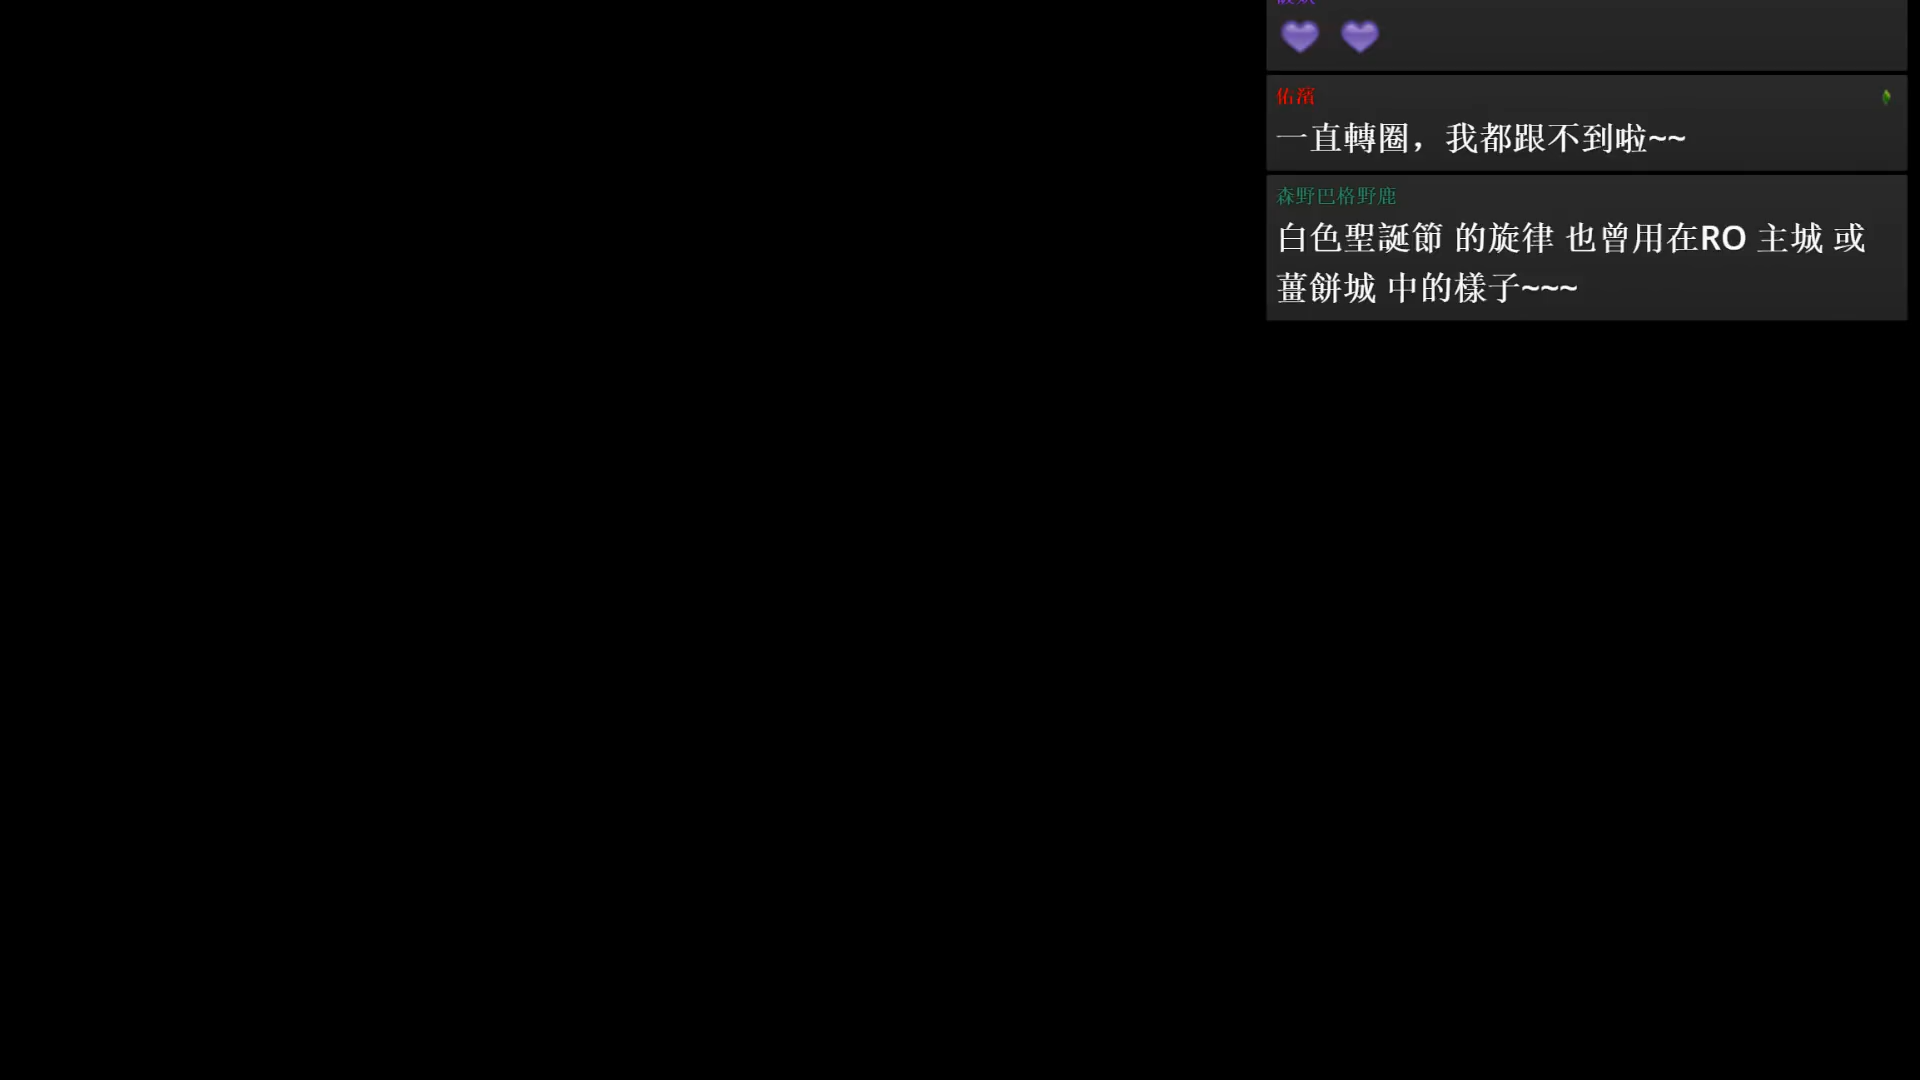 佑濱
一直轉圈，我都跟不到啦~~
森野巴格野鹿
白色聖誕節 的旋律 也曾用在RO 主城 或
薑餅城 中的樣子~~~